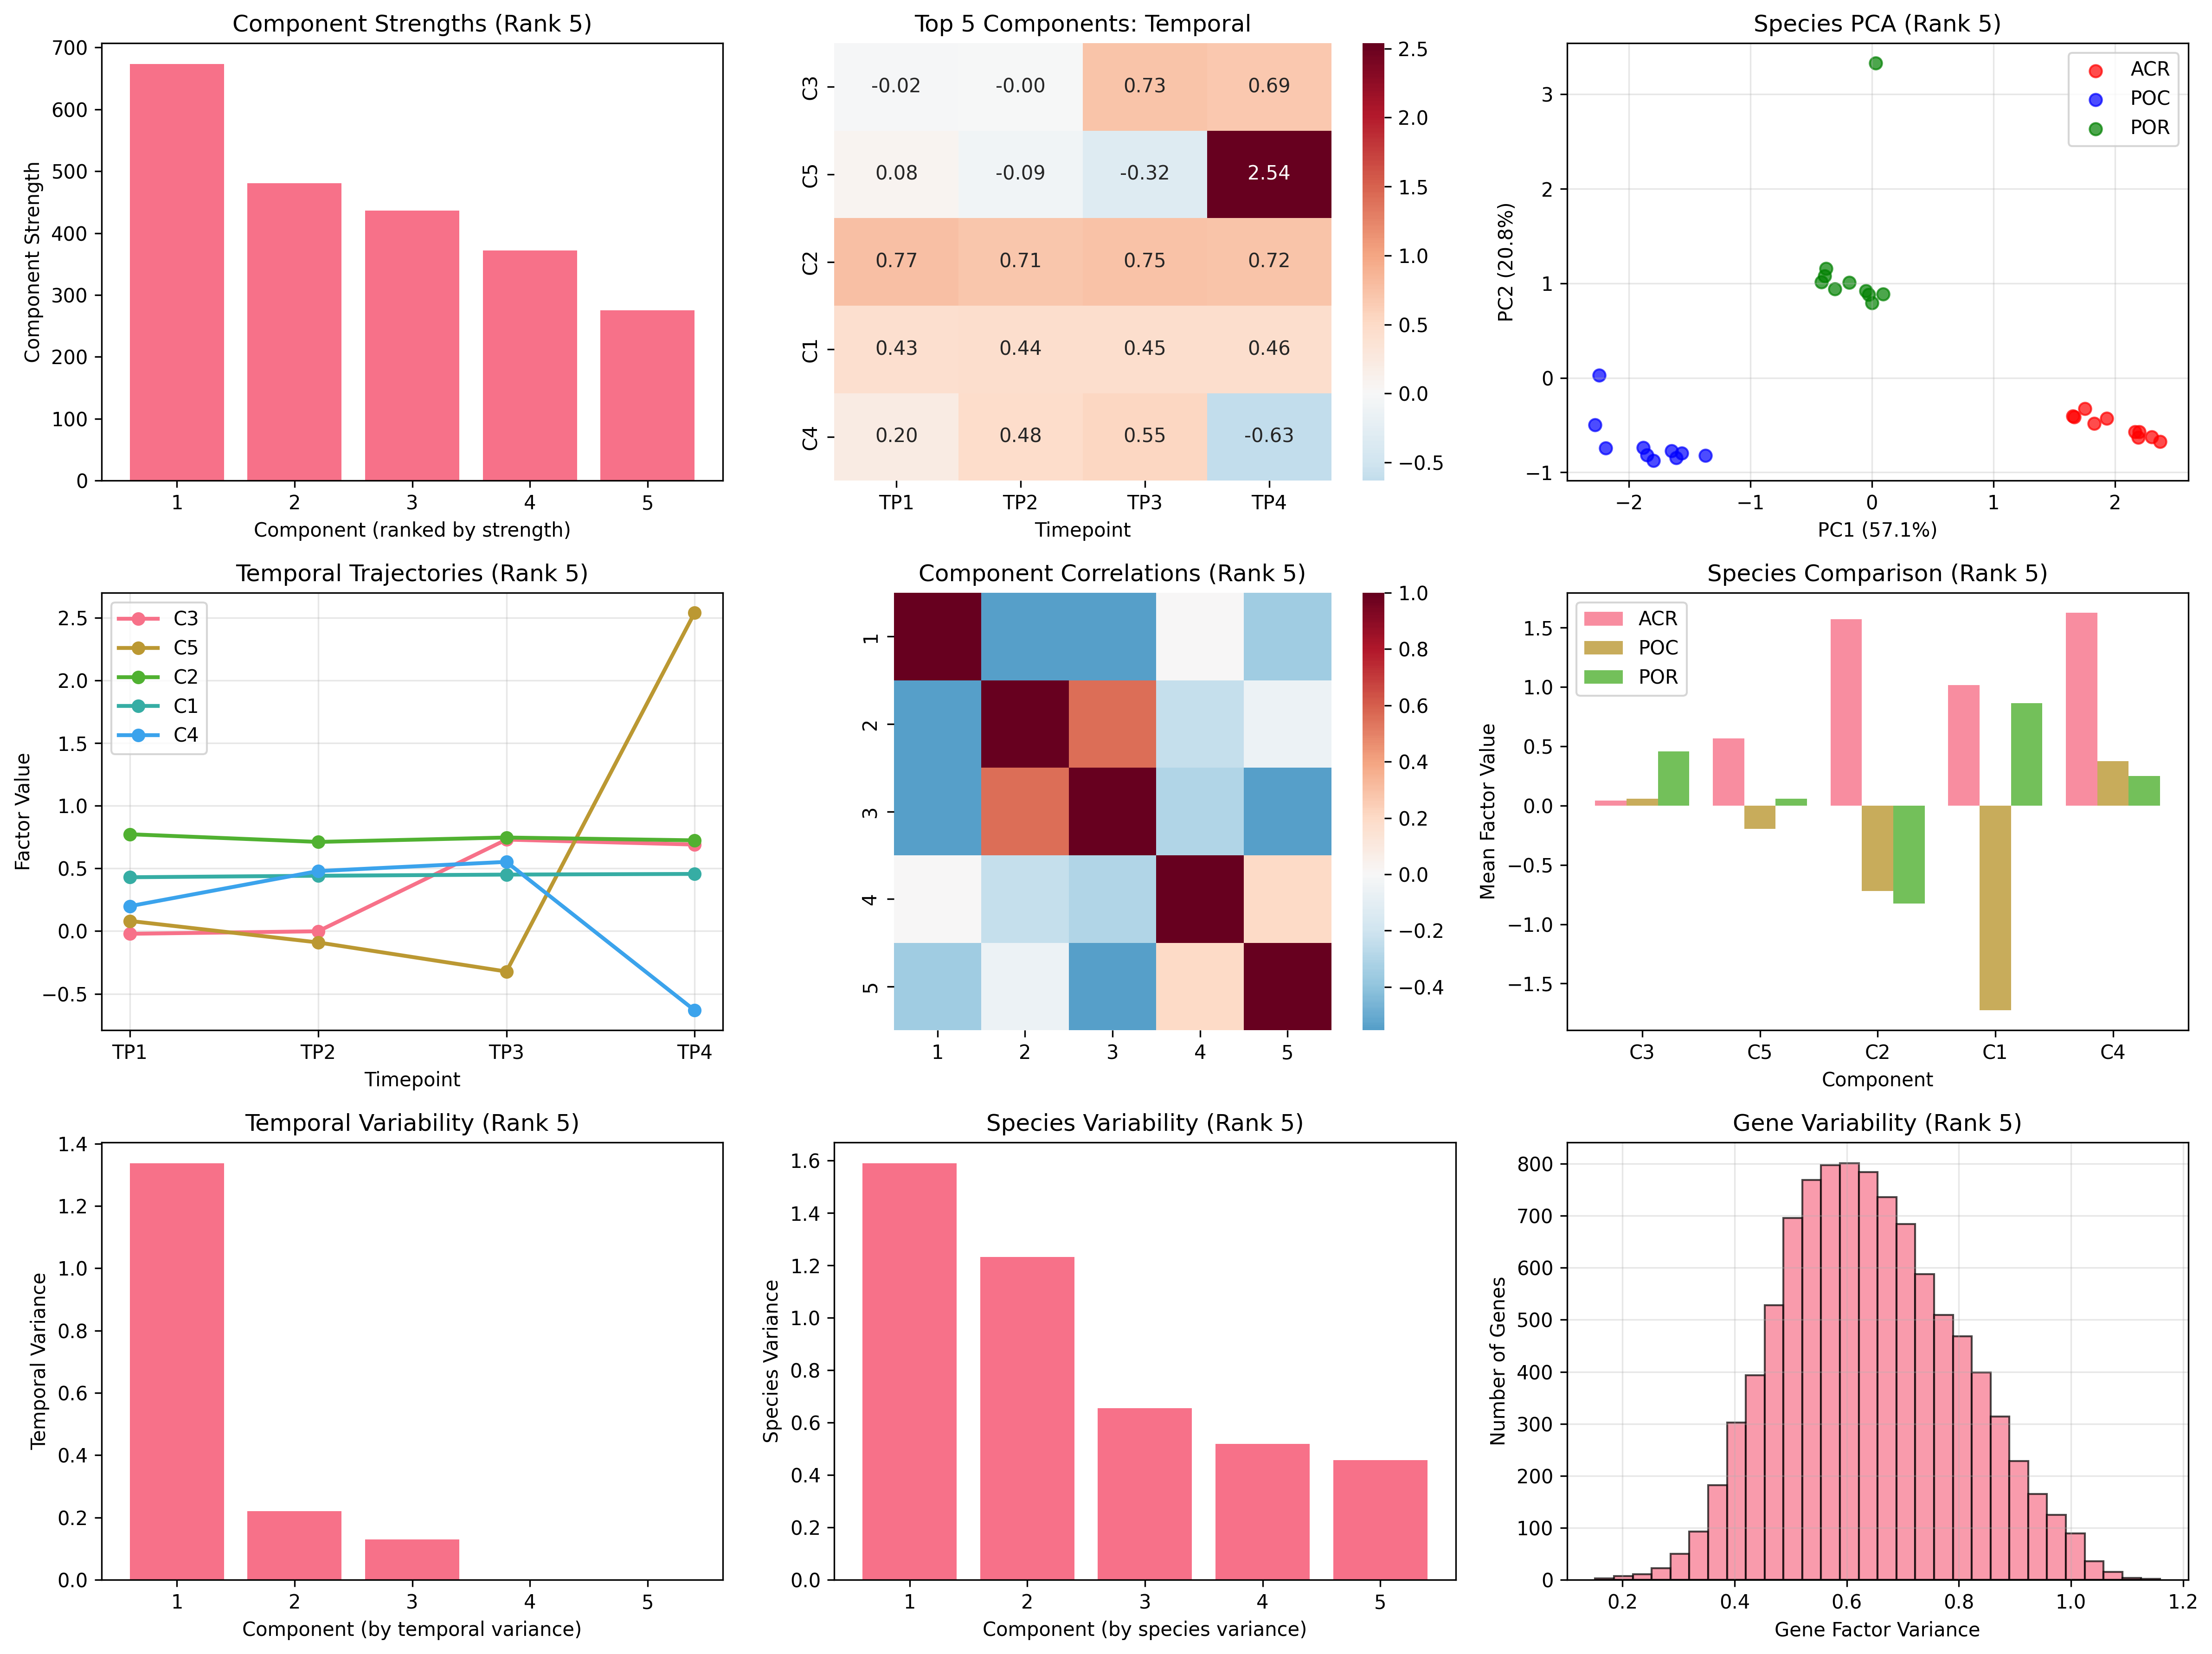 Component Strengths (Rank 5)
700
600
500
400
300
200
100
0
Component Strength
1 2 3 4 5
Component (ranked by strength)
Top 5 Components: Temporal
C3 -0.02 -0.00 0.73 0.69
C5 0.08 -0.09 -0.32 2.54
C2 0.77 0.71 0.75 0.72
C1 0.43 0.44 0.45 0.46
C4 0.20 0.48 0.55 -0.63
TP1 TP2 TP3 TP4
Timepoint
2.5
2.0
1.5
1.0
0.5
0.0
−0.5
Species PCA (Rank 5)
ACR
POC
POR
3
2
1
0
−1
PC2 (20.8%)
−2 −1 0 1 2
PC1 (57.1%)
Temporal Trajectories (Rank 5)
C3
C5
C2
C1
C4
2.5
2.0
1.5
1.0
0.5
0.0
−0.5
Factor Value
TP1 TP2 TP3 TP4
Timepoint
Component Correlations (Rank 5)
1
2
3
4
5
1 2 3 4 5
1.0
0.8
0.6
0.4
0.2
0.0
−0.2
−0.4
Species Comparison (Rank 5)
ACR
POC
POR
1.5
1.0
0.5
0.0
−0.5
−1.0
−1.5
Mean Factor Value
C3 C5 C2 C1 C4
Component
Temporal Variability (Rank 5)
1.4
1.2
1.0
0.8
0.6
0.4
0.2
0.0
Temporal Variance
1 2 3 4 5
Component (by temporal variance)
Species Variability (Rank 5)
1.6
1.4
1.2
1.0
0.8
0.6
0.4
0.2
0.0
Species Variance
1 2 3 4 5
Component (by species variance)
Gene Variability (Rank 5)
800
700
600
500
400
300
200
100
0
Number of Genes
0.2 0.4 0.6 0.8 1.0 1.2
Gene Factor Variance